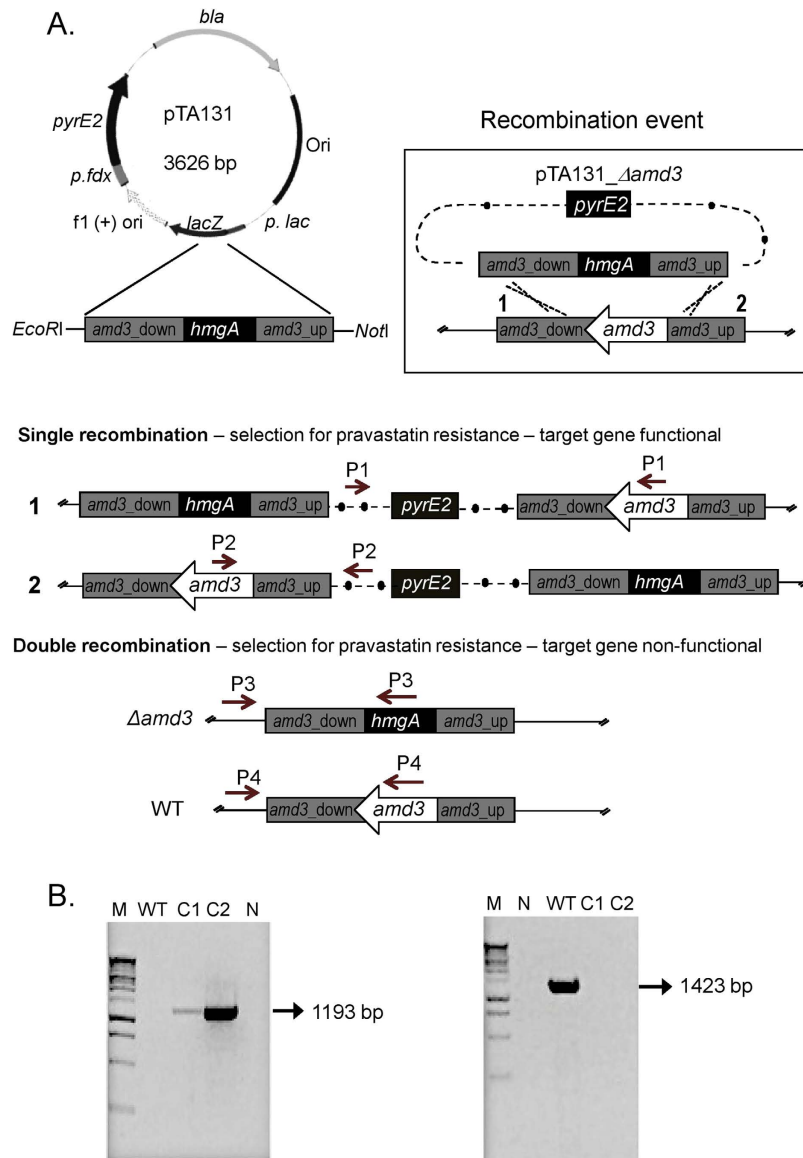 A.
bla
pTA131
3626 bp
pyrE2
p.fdx
f1 (+) ori
lacZ
p. lac
Ori
EcoRI
amd3_down hmgA amd3_up
NotI
Recombination event
pTA131_Δamd3
pyrE2
amd3_down hmgA amd3_up
1 2
amd3_down amd3 amd3_up
Single recombination – selection for pravastatin resistance – target gene functional
P1 P1
1 amd3_down hmgA amd3_up pyrE2 amd3_down amd3 amd3_up
P2 P2
2 amd3_down amd3 amd3_up pyrE2 amd3_down hmgA amd3_up
Double recombination – selection for pravastatin resistance – target gene non-functional
P3 P3
Δamd3 amd3_down hmgA amd3_up
P4 P4
WT amd3_down amd3 amd3_up
B.
M WT C1 C2 N
1193 bp
M N WT C1 C2
1423 bp